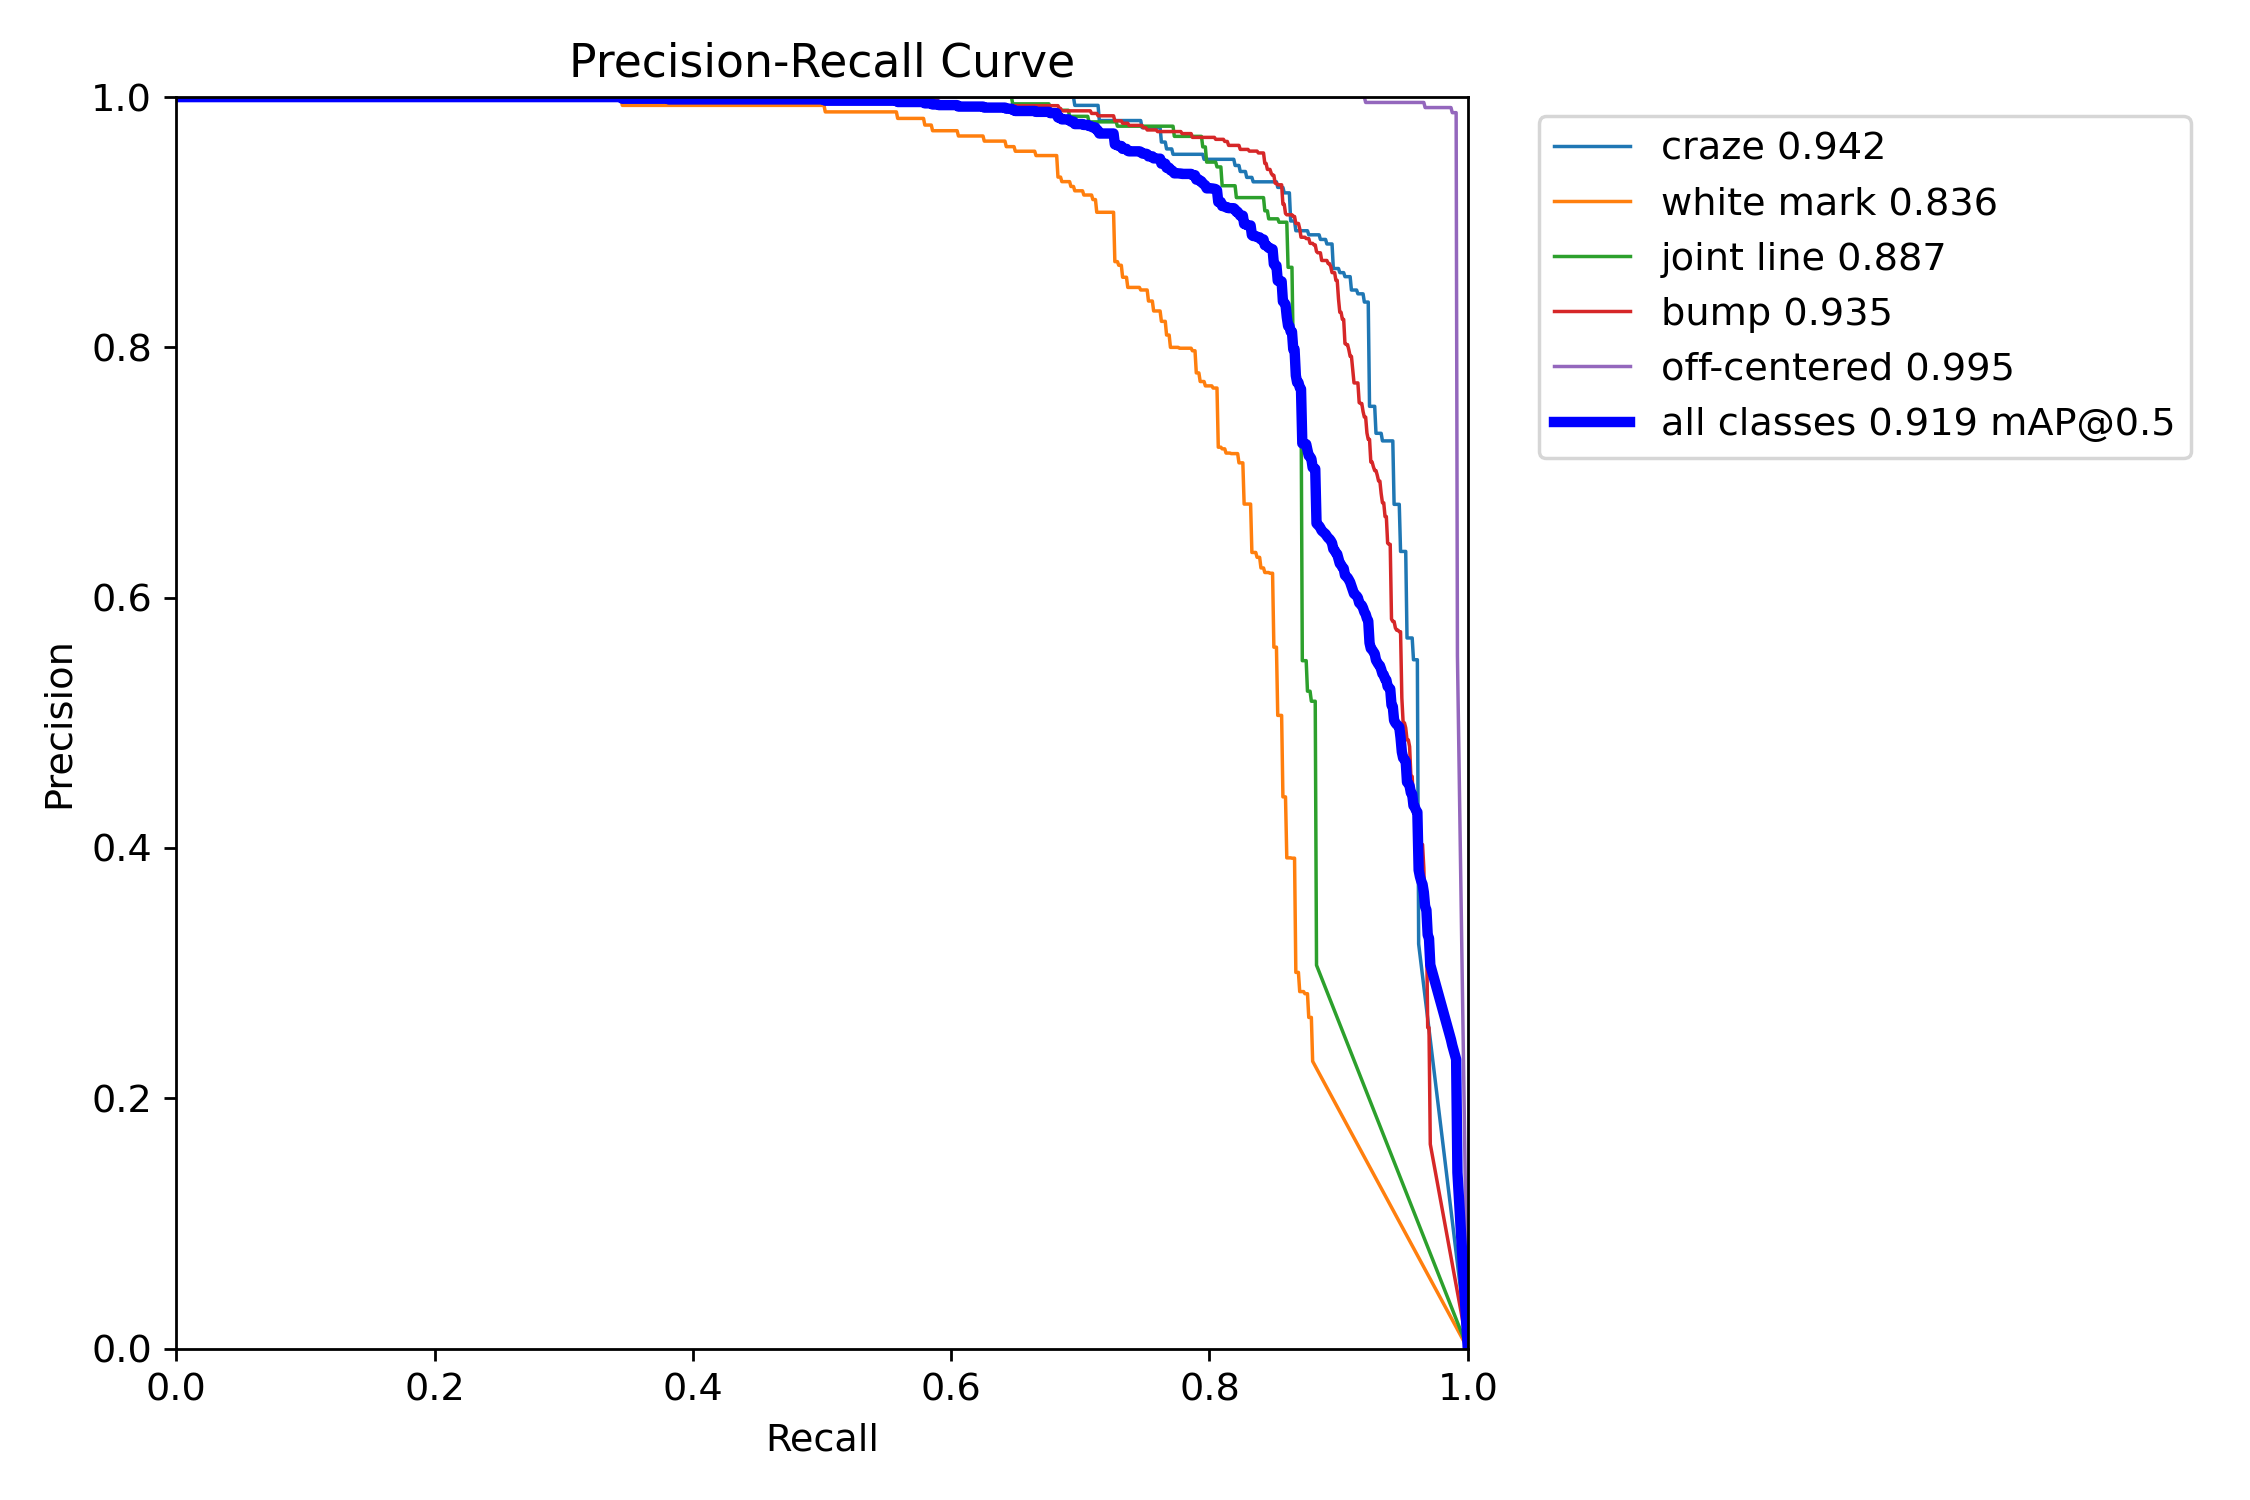 Precision-Recall Curve
1.0
0.8
0.6
0.4
0.2
0.0
Precision
0.0 0.2 0.4 0.6 0.8 1.0
Recall
craze 0.942
white mark 0.836
joint line 0.887
bump 0.935
off-centered 0.995
all classes 0.919 mAP@0.5